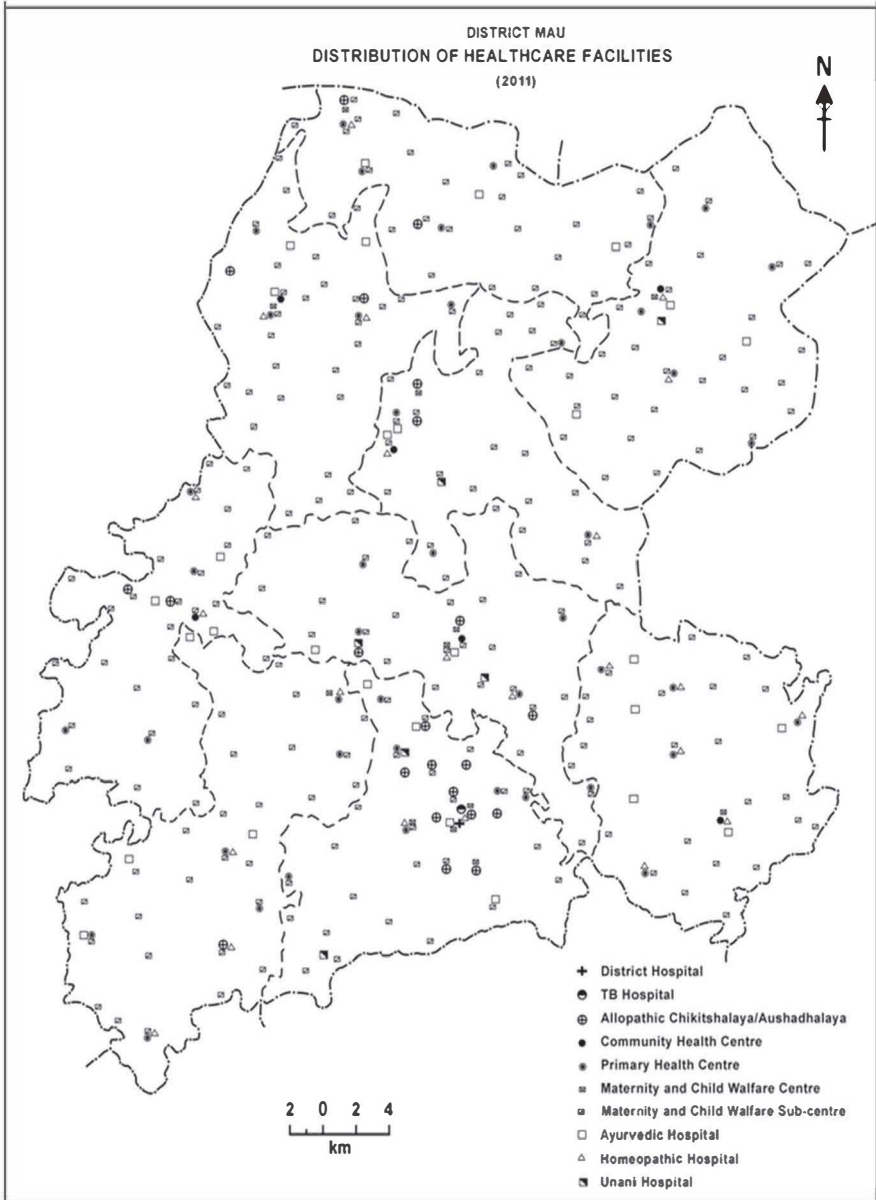 DISTRICT MAU
DISTRIBUTION OF HEALTHCARE FACILITIES
(2011)
N
District Hospital
TB Hospital
Allopathic Chikitshalaya/Aushadhalaya
Community Health Centre
Primary Health Centre
Maternity and Child Walfare Centre
Maternity and Child Walfare Sub-centre
Ayurvedic Hospital
Homeopathic Hospital
Unani Hospital
2 0 2 4
km